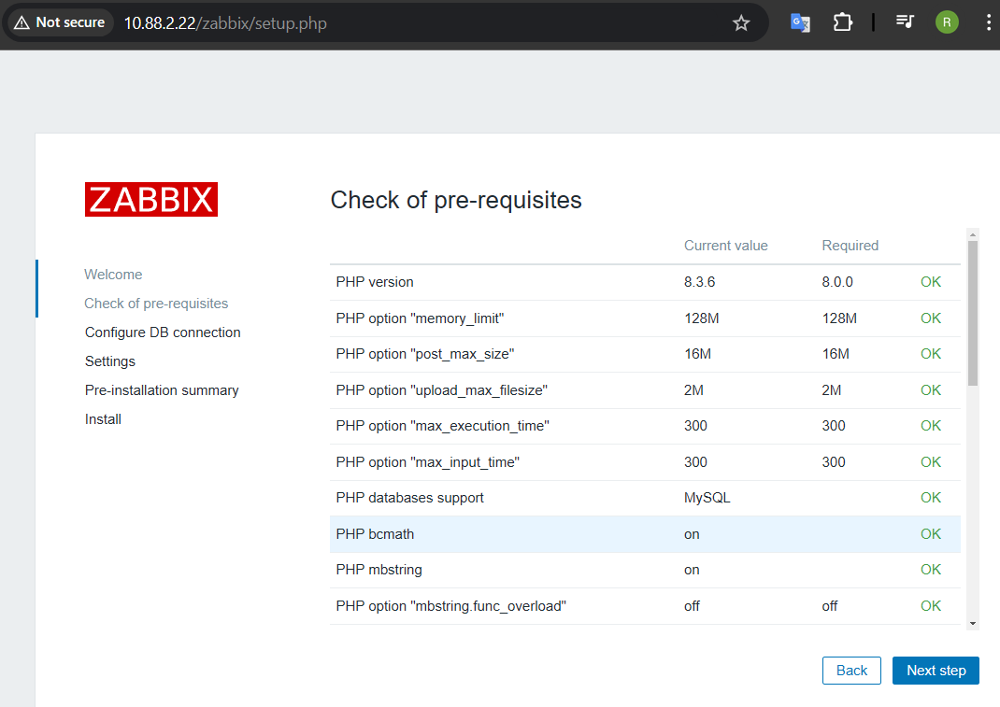 Not secure 10.88.2.22/zabbix/setup.php R
ZABBIX
Check of pre-requisites
Current value Required
Welcome
Check of pre-requisites
Configure DB connection
Settings
Pre-installation summary
Install
PHP version 8.3.6 8.0.0 OK
PHP option "memory_limit" 128M 128M OK
PHP option "post_max_size" 16M 16M OK
PHP option "upload_max_filesize" 2M 2M OK
PHP option "max_execution_time" 300 300 OK
PHP option "max_input_time" 300 300 OK
PHP databases support MySQL OK
PHP bcmath on OK
PHP mbstring on OK
PHP option "mbstring.func_overload" off off OK
Back Next step